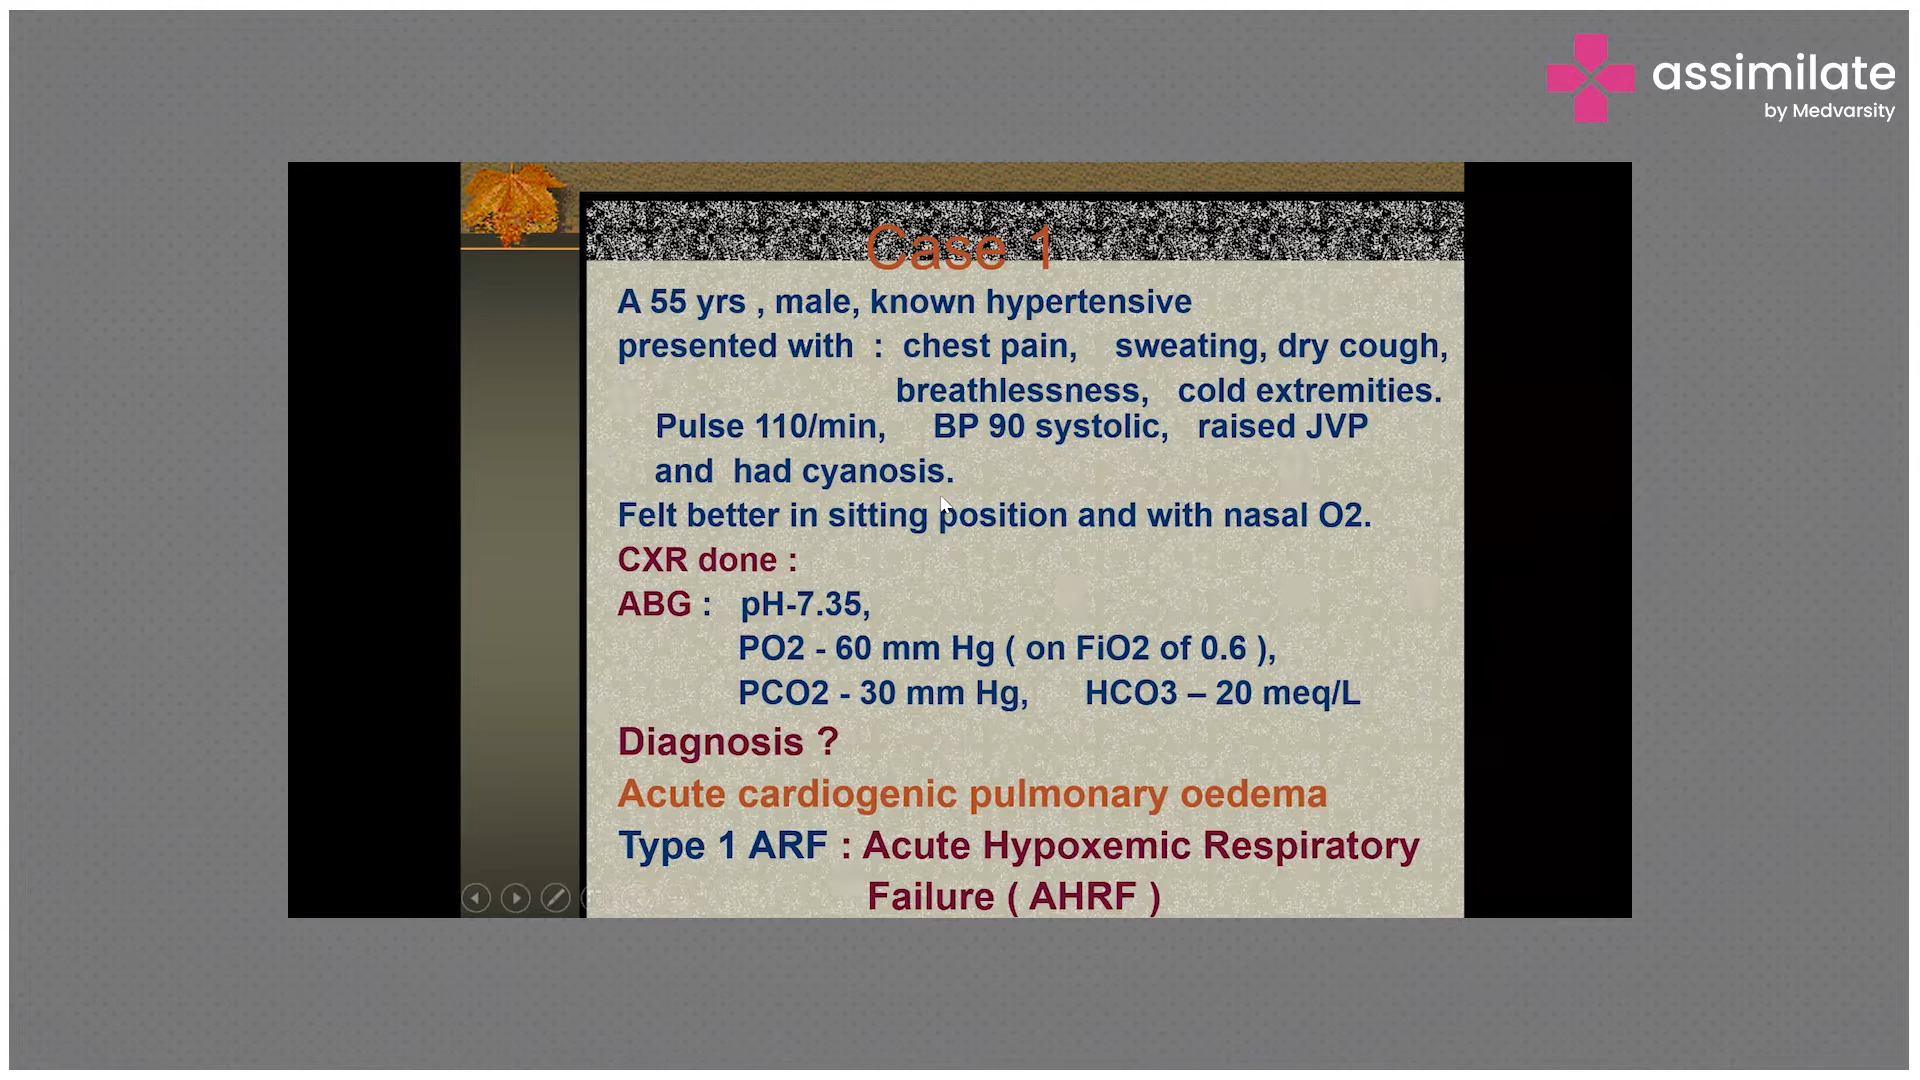 assimilate
by Medvarsity
Case 1
A 55 yrs , male, known hypertensive
presented with : chest pain, sweating, dry cough,
breathlessness, cold extremities.
Pulse 110/min, BP 90 systolic, raised JVP
and had cyanosis.
Felt better in sitting position and with nasal O2.
CXR done :
ABG : pH-7.35,
PO2 - 60 mm Hg ( on FiO2 of 0.6 ),
PCO2 - 30 mm Hg, HCO3 – 20 meq/L
Diagnosis ?
Acute cardiogenic pulmonary oedema
Type 1 ARF : Acute Hypoxemic Respiratory
Failure ( AHRF )